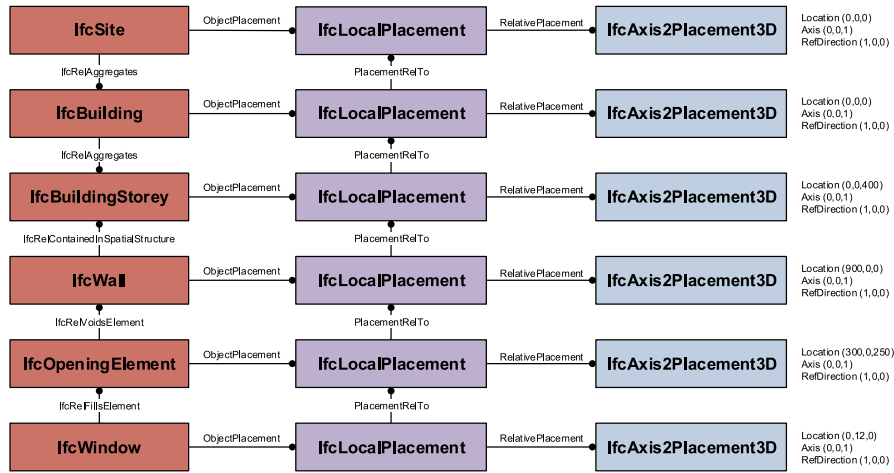 IfcSite
ObjectPlacement
IfcLocalPlacement
RelativePlacement
IfcAxis2Placement3D
Location (0,0,0)
Axis (0,0,1)
RefDirection (1,0,0)
IfcRelAggregates
PlacementRelTo
IfcBuilding
ObjectPlacement
IfcLocalPlacement
RelativePlacement
IfcAxis2Placement3D
Location (0,0,0)
Axis (0,0,1)
RefDirection (1,0,0)
IfcRelAggregates
PlacementRelTo
IfcBuildingStorey
ObjectPlacement
IfcLocalPlacement
RelativePlacement
IfcAxis2Placement3D
Location (0,0,400)
Axis (0,0,1)
RefDirection (1,0,0)
IfcRelContainedInSpatialStructure
PlacementRelTo
IfcWall
ObjectPlacement
IfcLocalPlacement
RelativePlacement
IfcAxis2Placement3D
Location (900,0,0)
Axis (0,0,1)
RefDirection (1,0,0)
IfcRelVoidsElement
PlacementRelTo
IfcOpeningElement
ObjectPlacement
IfcLocalPlacement
RelativePlacement
IfcAxis2Placement3D
Location (300,0,250)
Axis (0,0,1)
RefDirection (1,0,0)
IfcRelFillsElement
PlacementRelTo
IfcWindow
ObjectPlacement
IfcLocalPlacement
RelativePlacement
IfcAxis2Placement3D
Location (0,12,0)
Axis (0,0,1)
RefDirection (1,0,0)